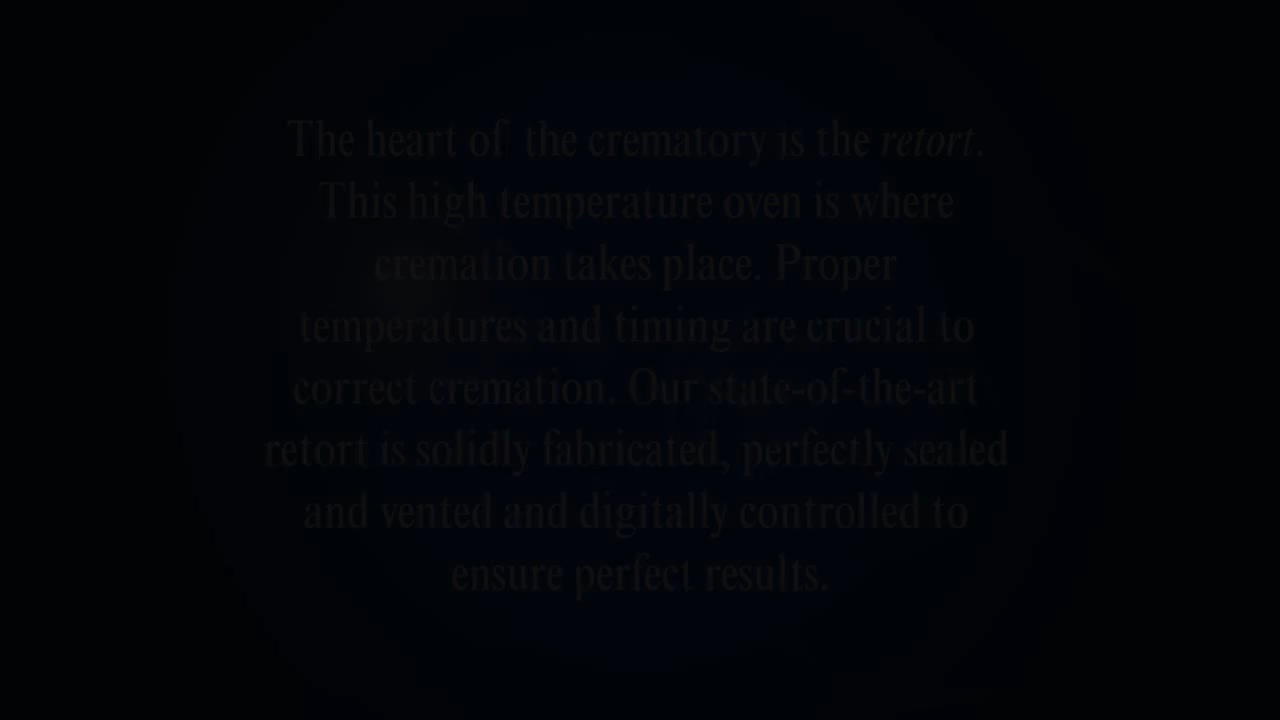 The heart of the crematory is the retort.
This high temperature oven is where
cremation takes place. Proper
temperatures and timing are crucial to
correct cremation. Our state-of-the-art
retort is solidly fabricated, perfectly sealed
and vented and digitally controlled to
ensure perfect results.